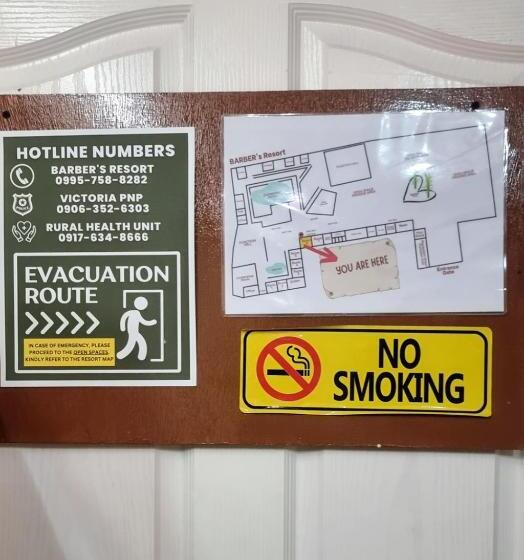 HOTLINE NUMBERS
BARBER'S RESORT
0995-758-8282
VICTORIA PNP
0906-352-6303
RURAL HEALTH UNIT
0917-634-8666
EVACUATION
ROUTE
IN CASE OF EMERGENCY, PLEASE
PROCEED TO THE OPEN SPACES.
KINDLY REFER TO THE RESORT MAP
BARBER's Resort
YOU ARE HERE
Entrance
Gate
NO
SMOKING